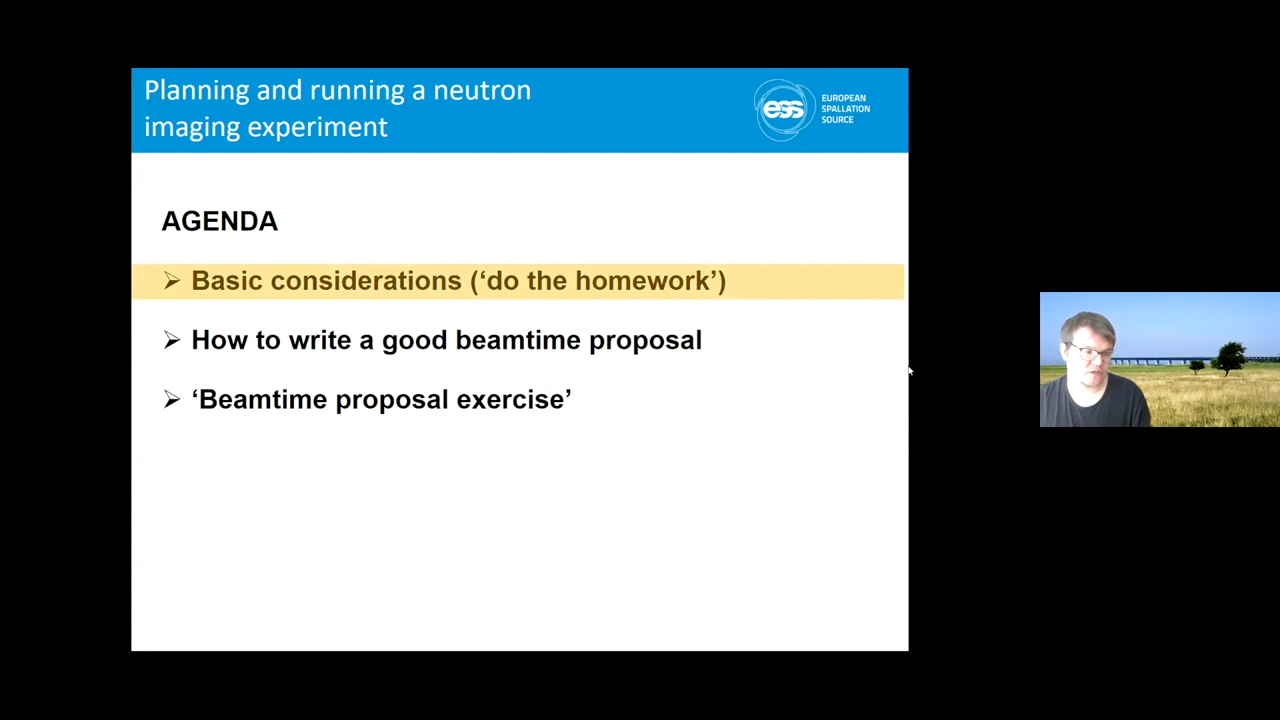 Planning and running a neutron
imaging experiment
ess
EUROPEAN
SPALLATION
SOURCE
AGENDA
➢ Basic considerations (‘do the homework’)
➢ How to write a good beamtime proposal
➢ ‘Beamtime proposal exercise’